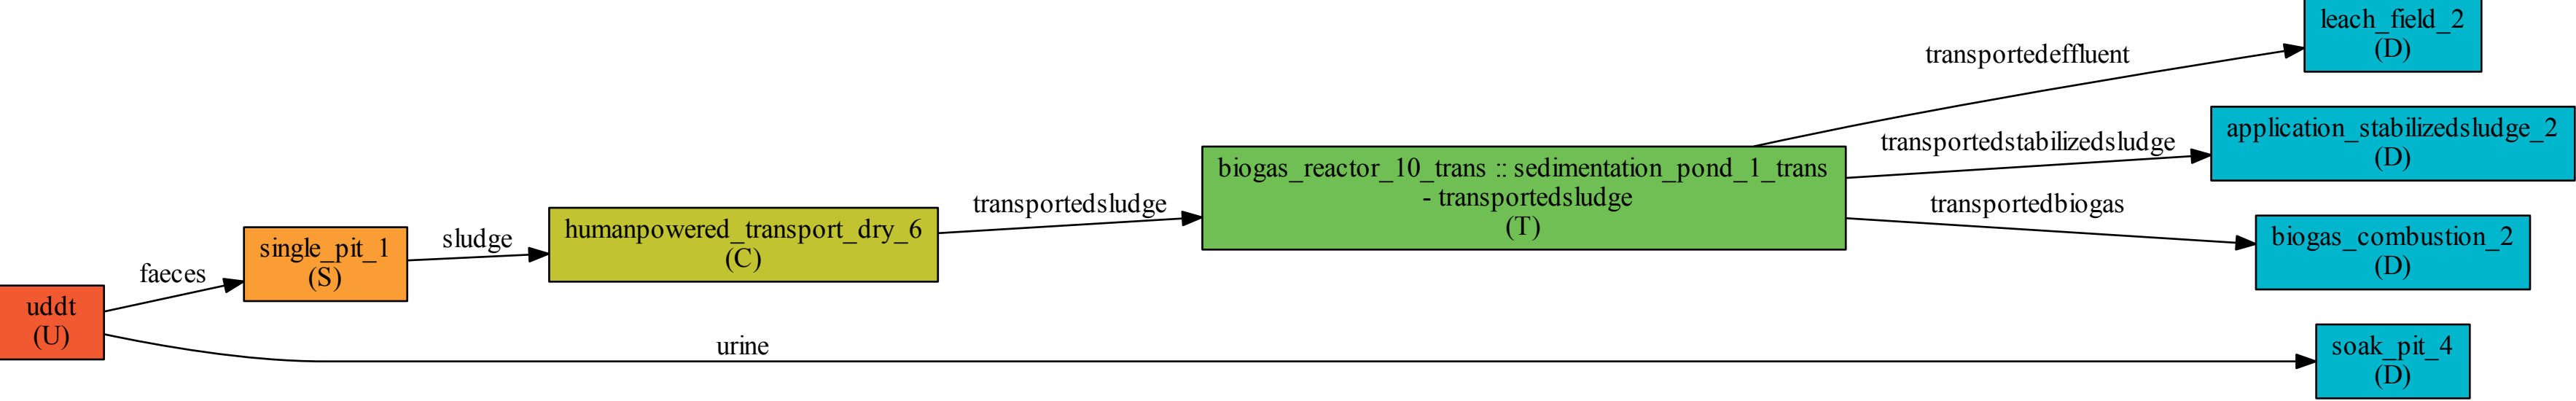 uddt
(U)
faeces
urine
single_pit_1
(S)
sludge
humanpowered_transport_dry_6
(C)
transportedsludge
biogas_reactor_10_trans :: sedimentation_pond_1_trans
- transportedsludge
(T)
transportedeffluent
transportedstabilizedsludge
transportedbiogas
leach_field_2
(D)
application_stabilizedsludge_2
(D)
biogas_combustion_2
(D)
soak_pit_4
(D)